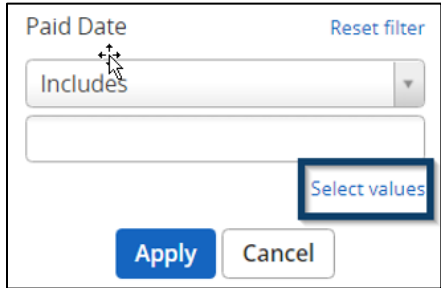 Paid Date Reset filter
Includes
Select values
Apply Cancel